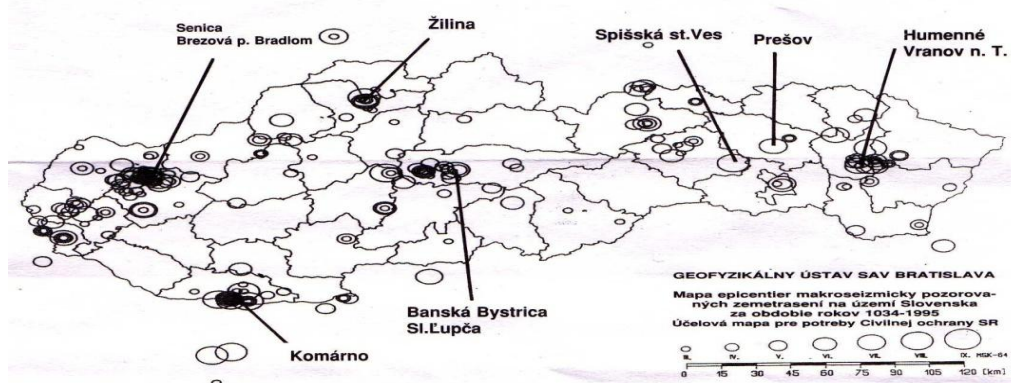 Senica
Brezová p. Bradlom
Žilina
Spišská st.Ves
Prešov
Humenné
Vranov n. T.
Banská Bystrica
Sl.Ľupča
Komárno
GEOFYZIKÁLNY ÚSTAV SAV BRATISLAVA
Mapa epicentier makroseizmicky pozorova-
ných zemetrasení na území Slovenska
za obdobie rokov 1034-1995
Účelová mapa pre potreby Civilnej ochrany SR
III. IV. V. VI. VII. VIII. IX. MSK-64
0 15 30 45 60 75 90 105 120 [km]